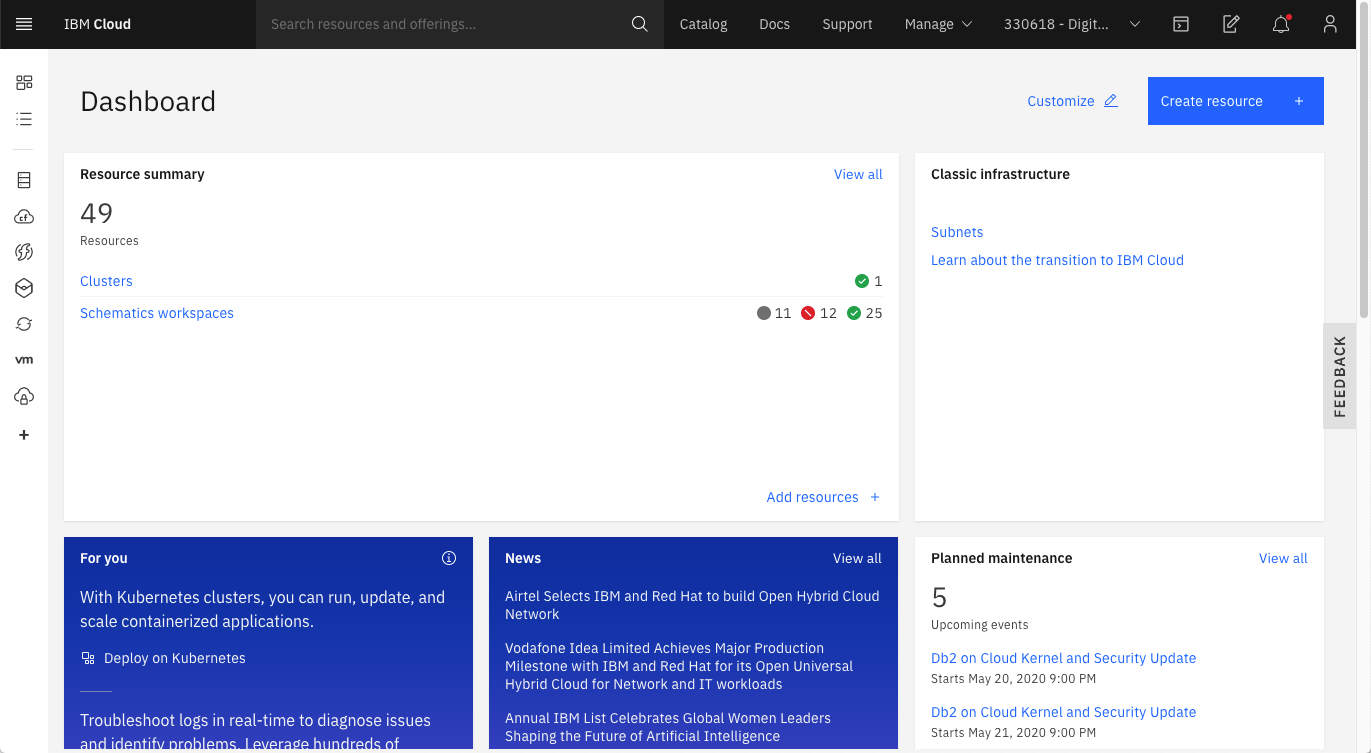 IBM Cloud
Search resources and offerings...
Catalog
Docs
Support
Manage
330618 - Digit...
Dashboard
Customize
Create resource +
Resource summary
View all
49
Resources
Clusters
1
Schematics workspaces
11 12 25
Add resources +
Classic infrastructure
Subnets
Learn about the transition to IBM Cloud
FEEDBACK
cf
vm
+
For you
With Kubernetes clusters, you can run, update, and
scale containerized applications.
Deploy on Kubernetes
Troubleshoot logs in real-time to diagnose issues
and identify problems. Leverage hundreds of
News
View all
Airtel Selects IBM and Red Hat to build Open Hybrid Cloud
Network
Vodafone Idea Limited Achieves Major Production
Milestone with IBM and Red Hat for its Open Universal
Hybrid Cloud for Network and IT workloads
Annual IBM List Celebrates Global Women Leaders
Shaping the Future of Artificial Intelligence
Planned maintenance
View all
5
Upcoming events
Db2 on Cloud Kernel and Security Update
Starts May 20, 2020 9:00 PM
Db2 on Cloud Kernel and Security Update
Starts May 21, 2020 9:00 PM